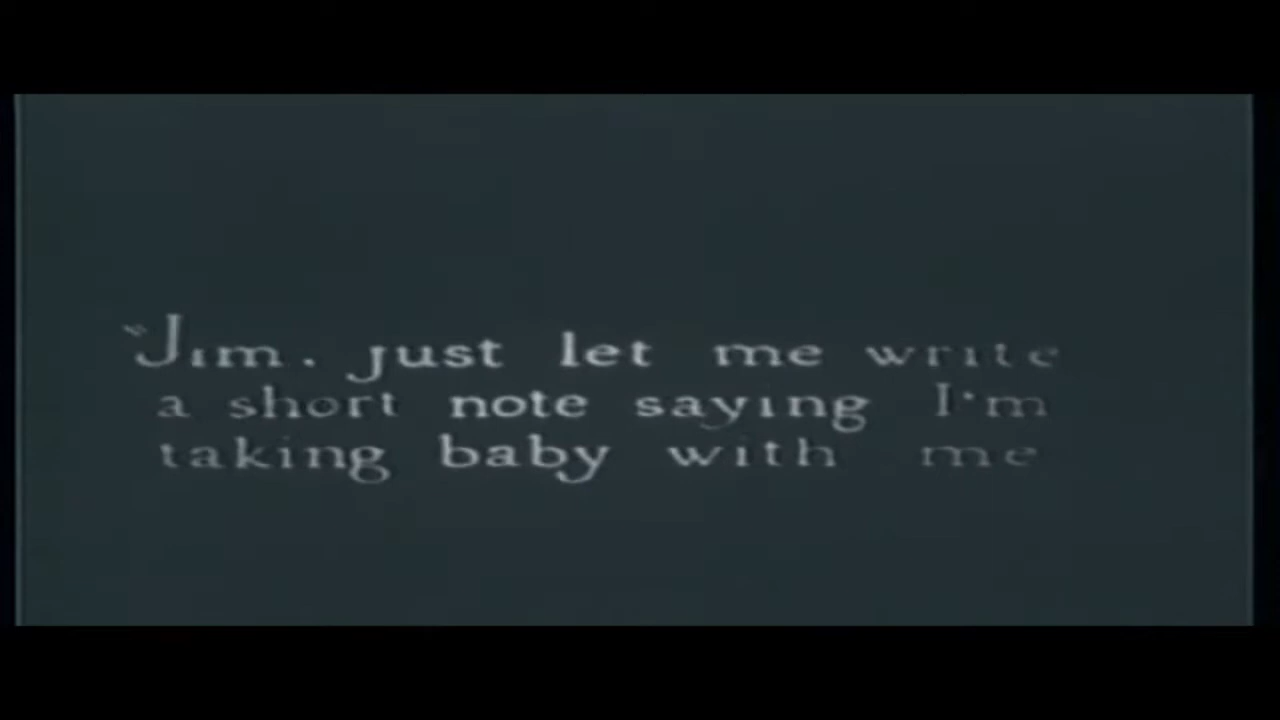 "Jim, just let me write
a short note saying I'm
taking baby with me